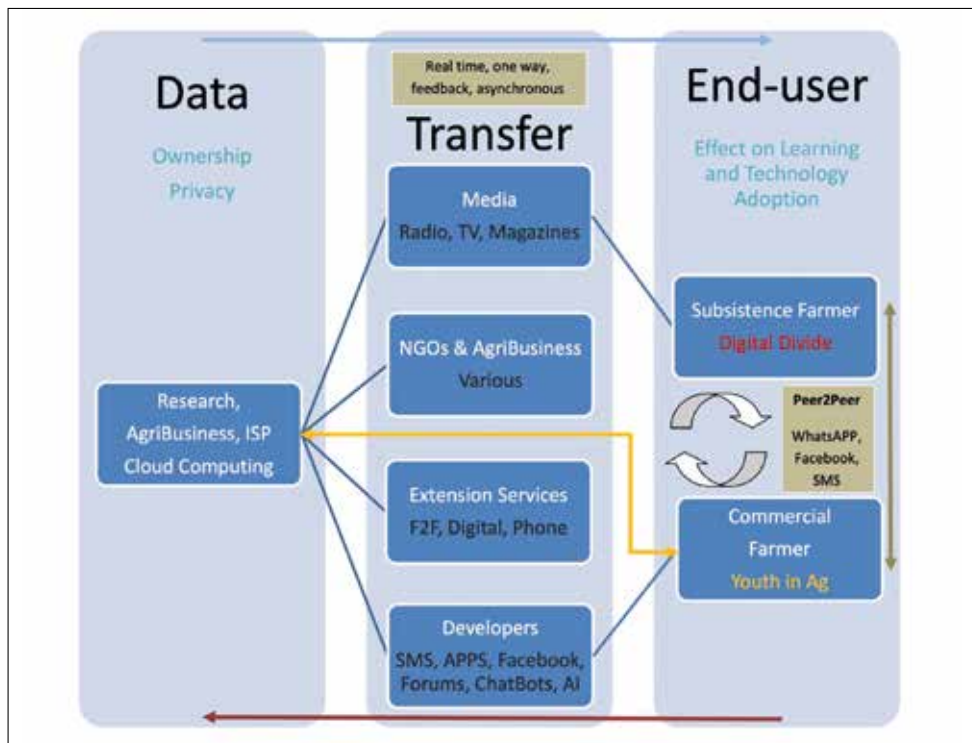 Data
Ownership
Privacy
Research,
AgriBusiness, ISP
Cloud Computing
Real time, one way,
feedback, asynchronous
Transfer
Media
Radio, TV, Magazines
NGOs & AgriBusiness
Various
Extension Services
F2F, Digital, Phone
Developers
SMS, APPS, Facebook,
Forums, ChatBots, AI
End-user
Effect on Learning
and Technology
Adoption
Subsistence Farmer
Digital Divide
Peer2Peer
WhatsAPP,
Facebook,
SMS
Commercial
Farmer
Youth in Ag